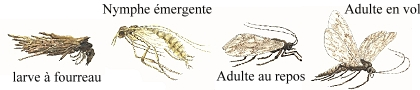 Nymphe émergente
Adulte en vol
larve à fourreau
Adulte au repos